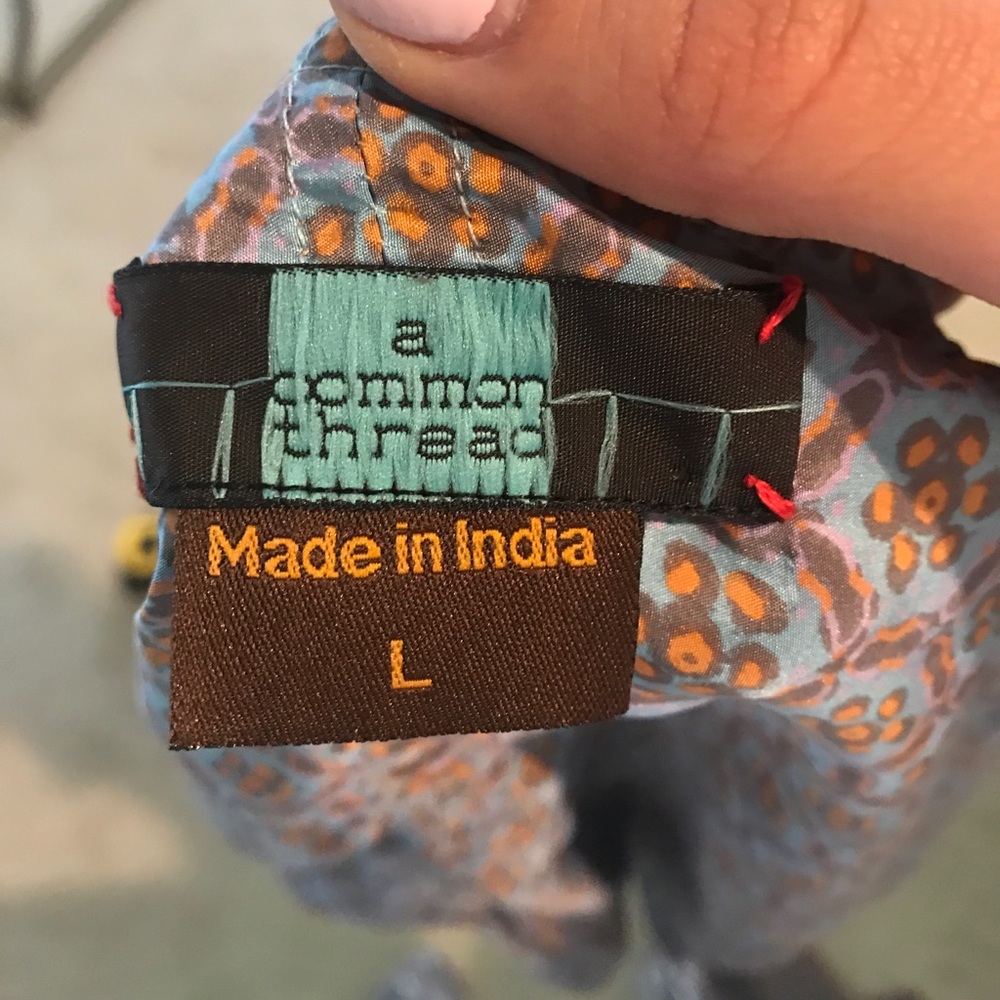 a
common
thread
Made in India
L